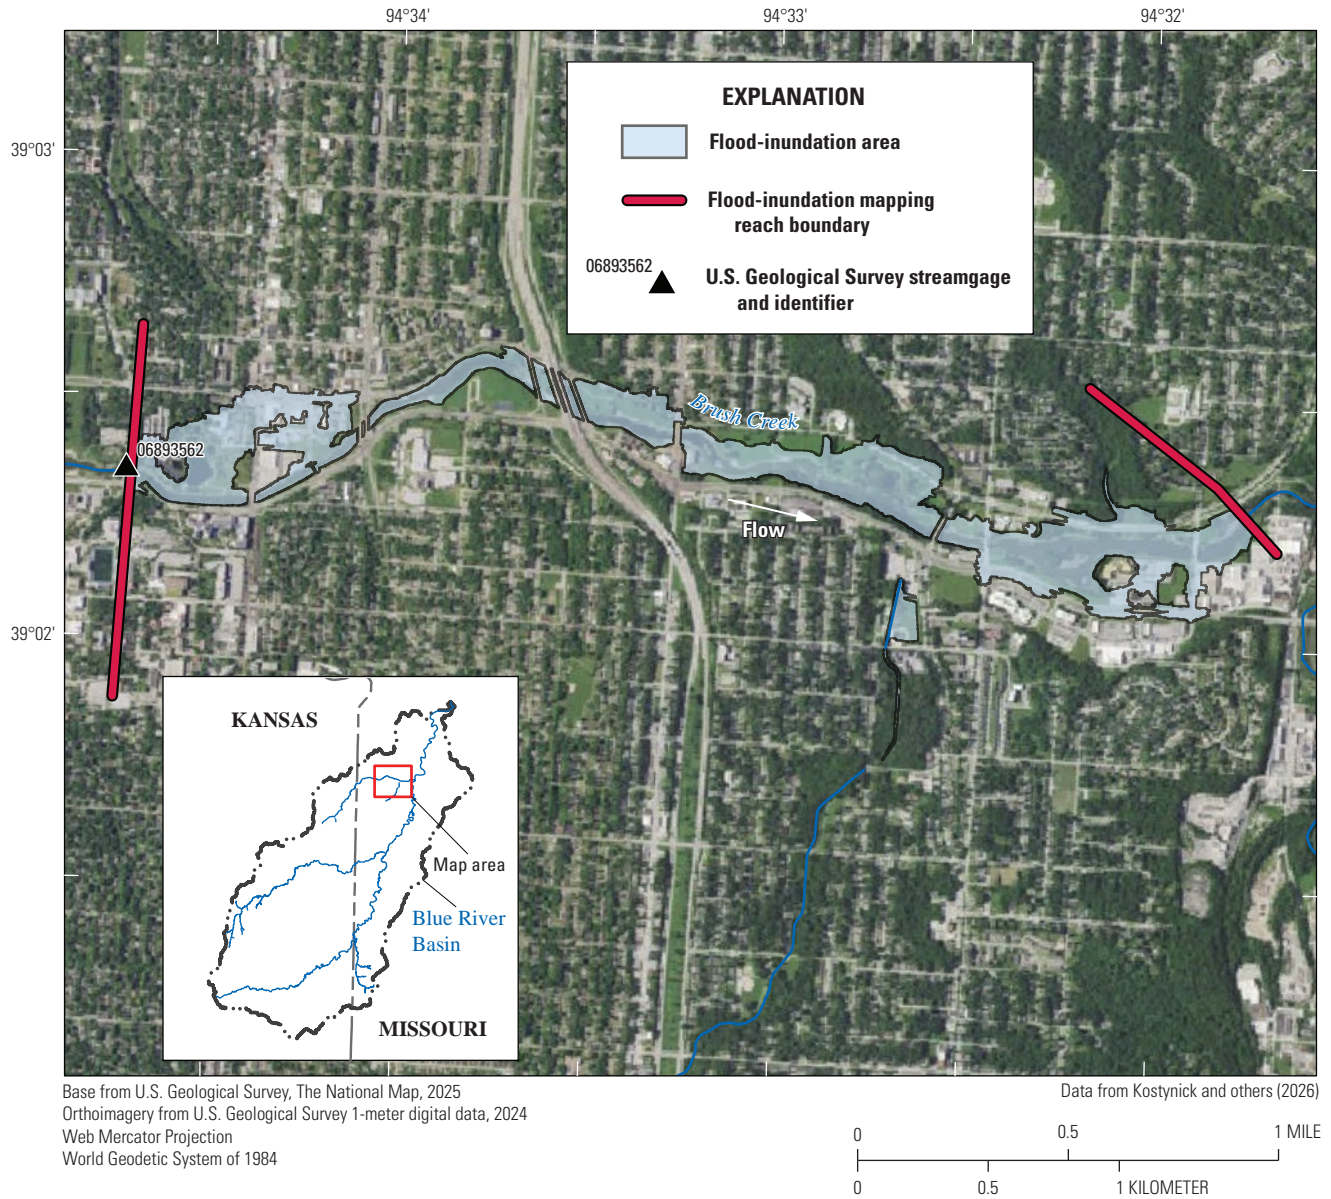 94°34'
94°33'
94°32'
39°03'
39°02'
EXPLANATION
Flood-inundation area
Flood-inundation mapping
reach boundary
06893562
U.S. Geological Survey streamgage
and identifier
Brush Creek
06893562
Flow
KANSAS
Map area
Blue River
Basin
MISSOURI
Base from U.S. Geological Survey, The National Map, 2025
Orthoimagery from U.S. Geological Survey 1-meter digital data, 2024
Web Mercator Projection
World Geodetic System of 1984
Data from Kostynick and others (2026)
0 0.5 1 MILE
0 0.5 1 KILOMETER